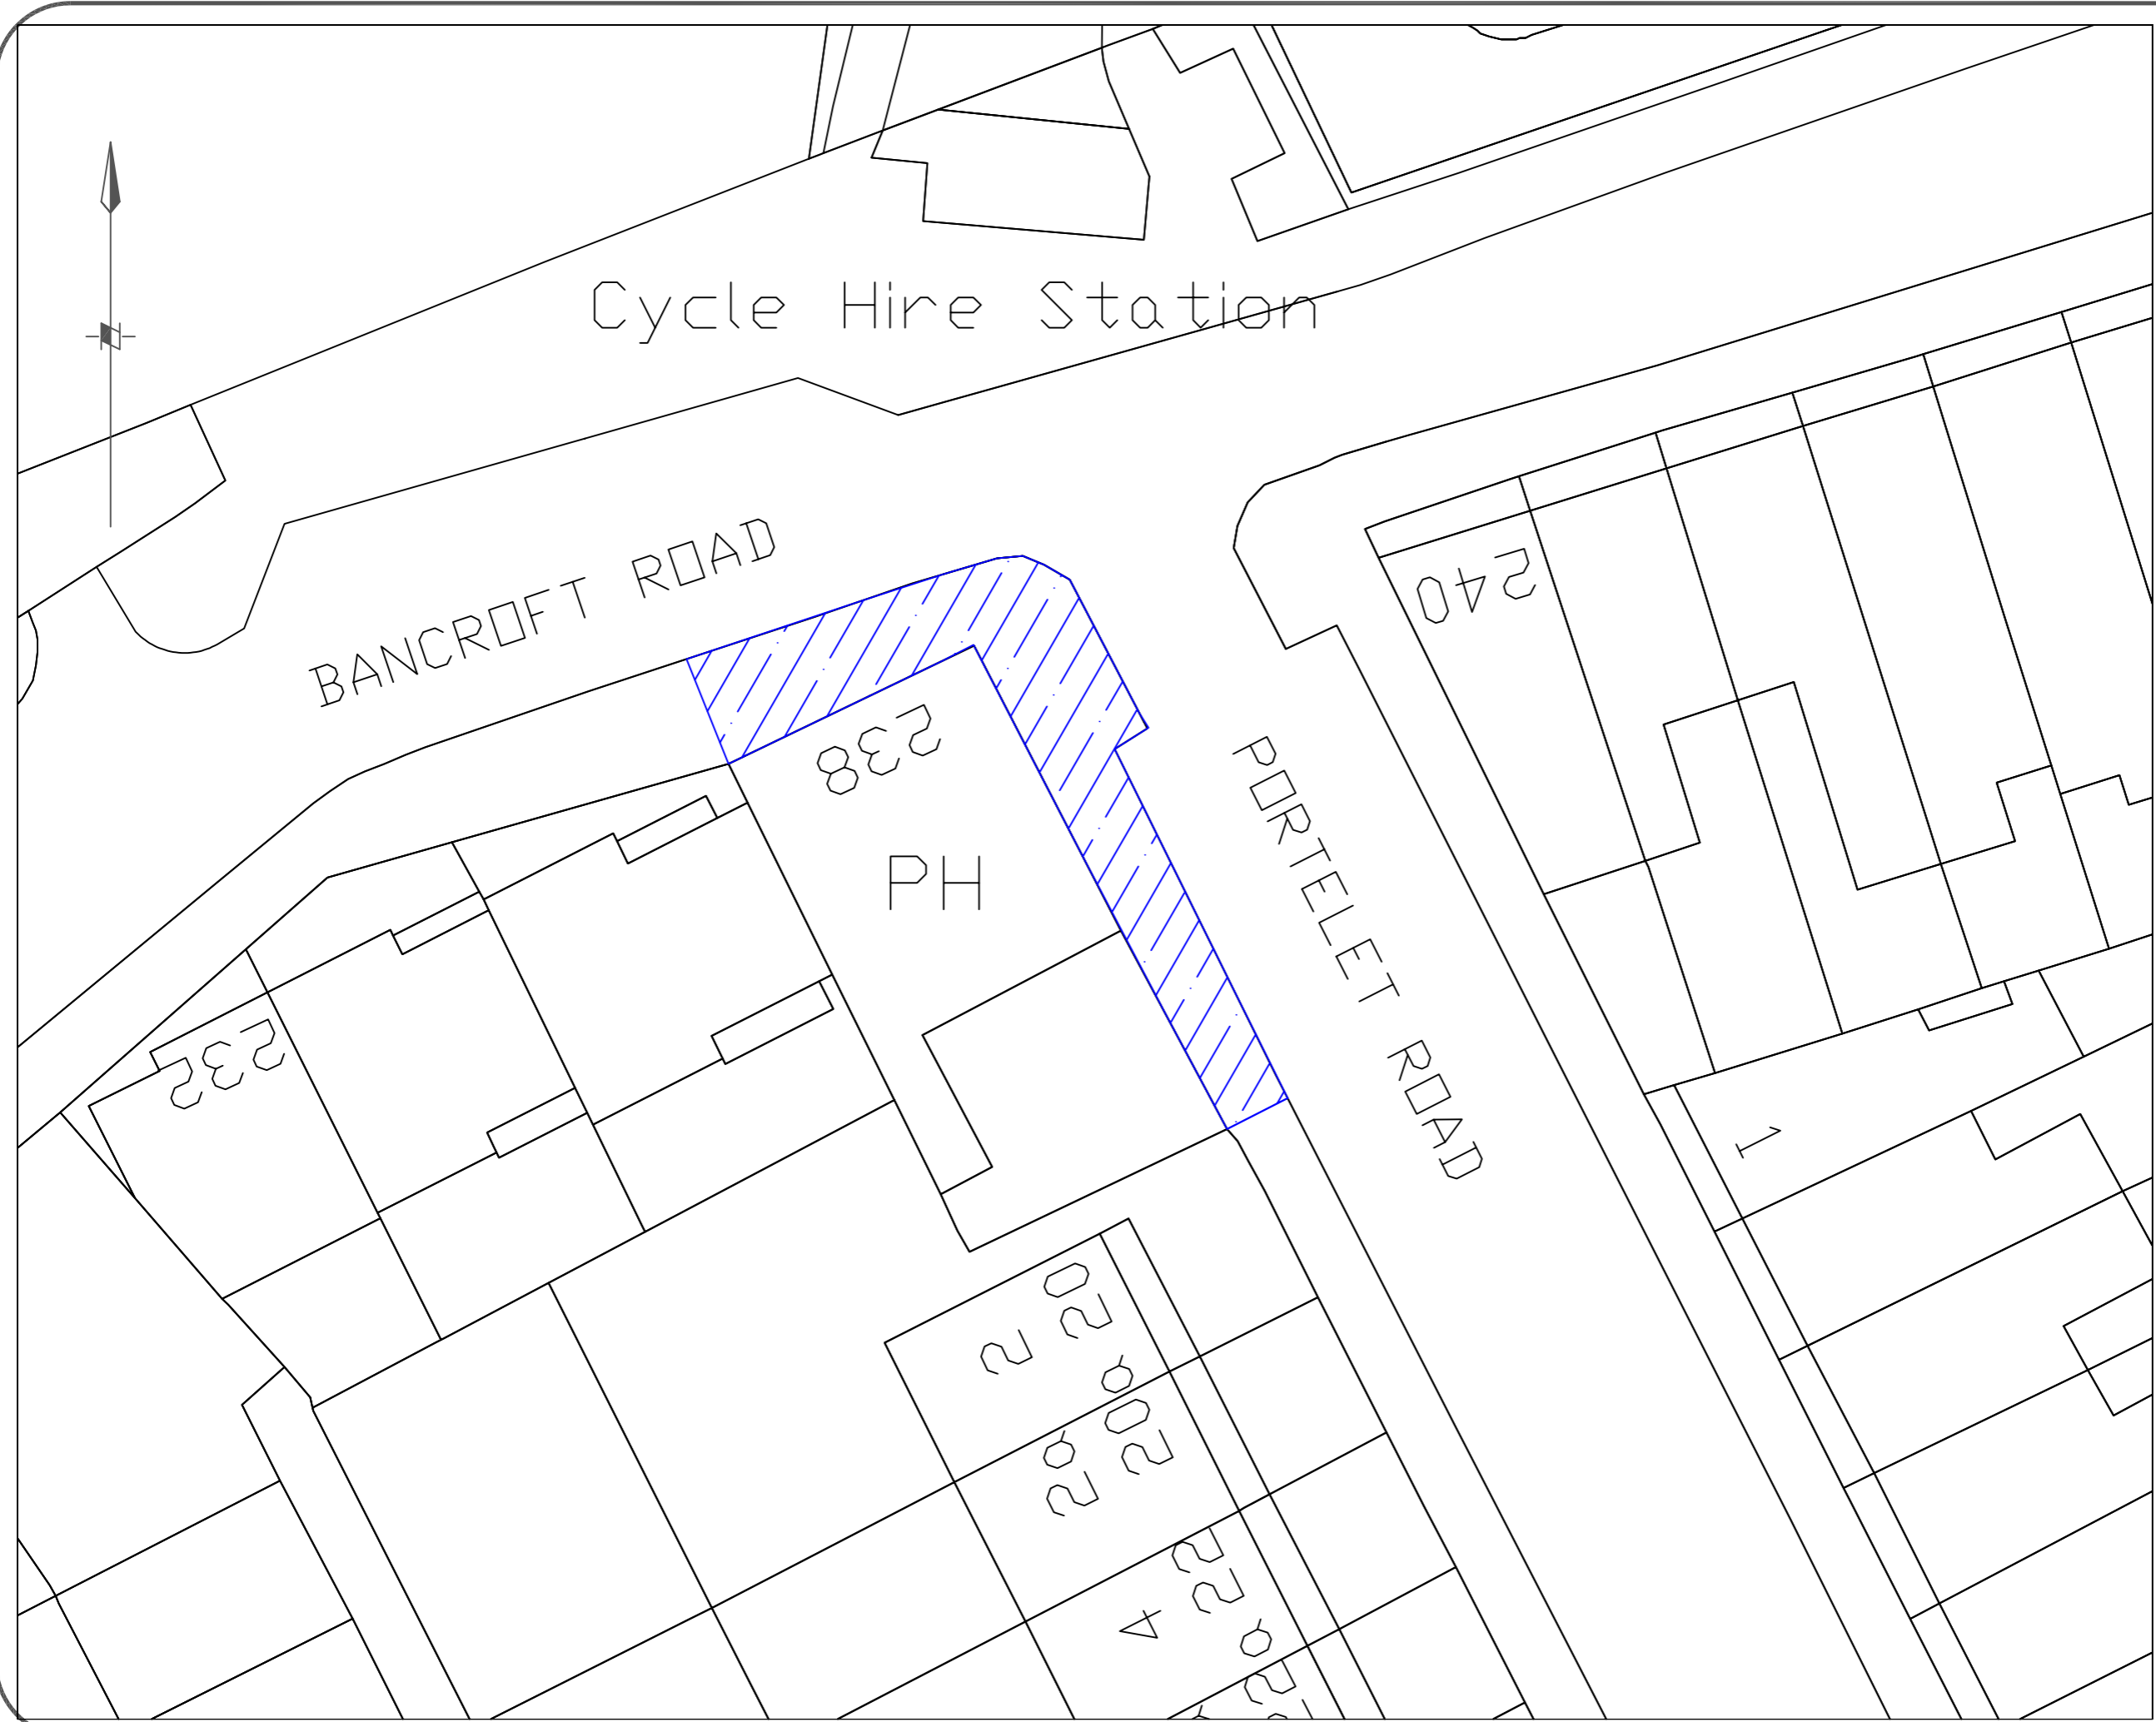 Cycle Hire Station
N
BANCROFT ROAD
240
238
PH
PORTELET ROAD
232
1
2
4